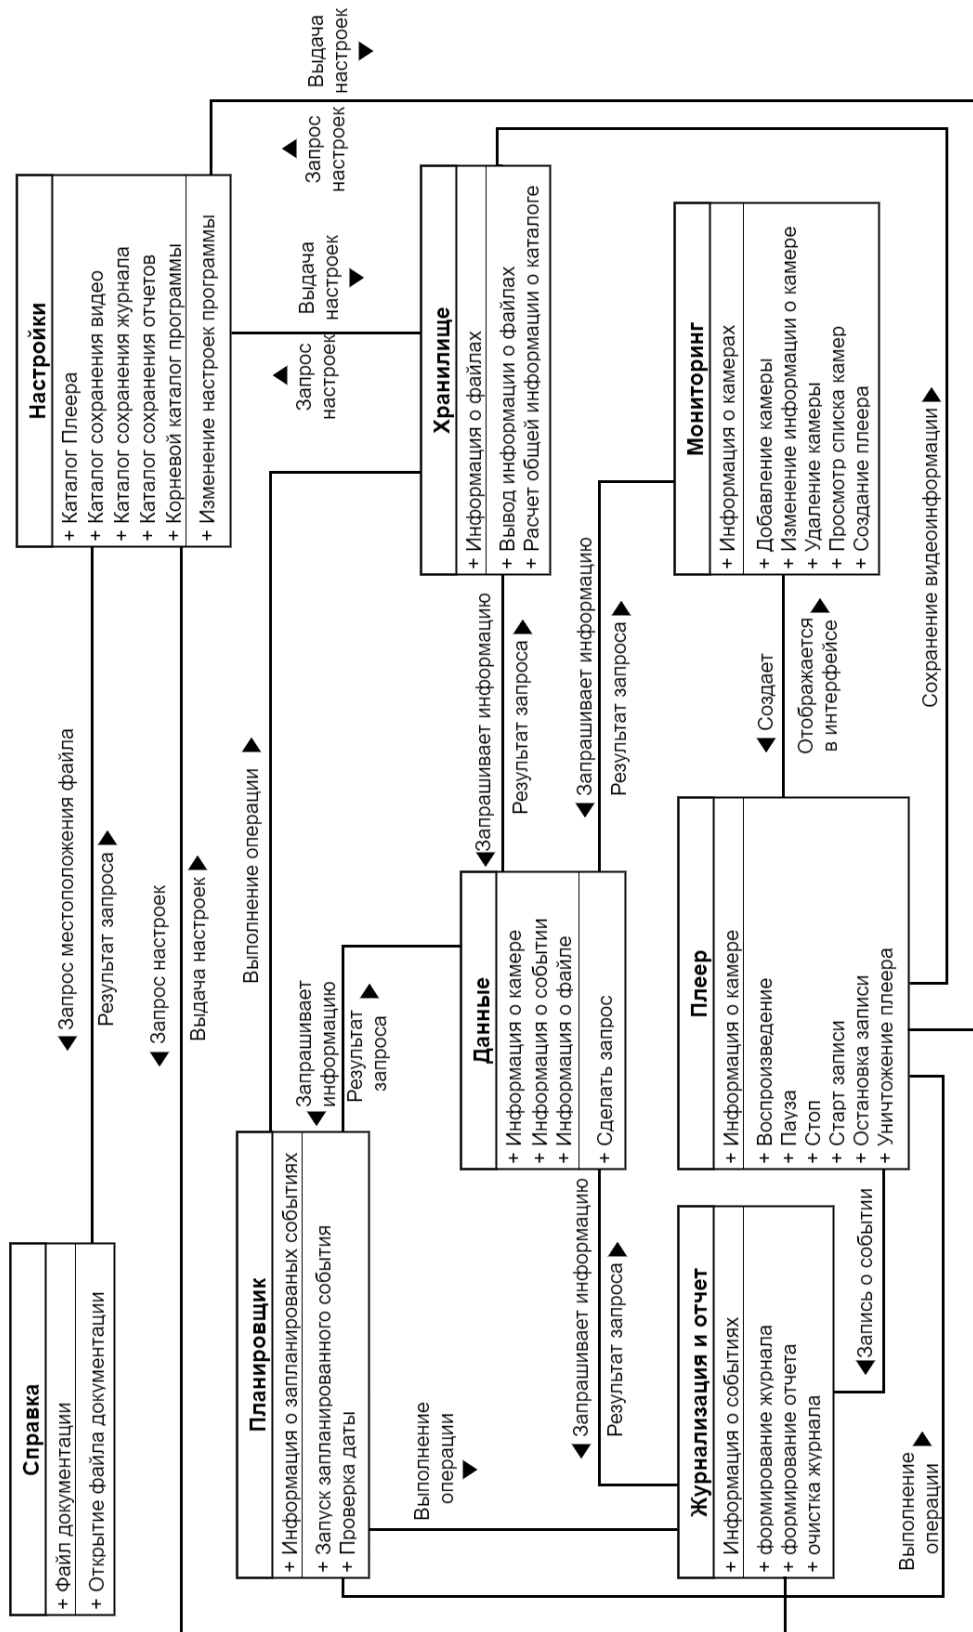 Справка
+ Файл документации
+ Открытие файла документации
Запрос местоположения файла
Результат запроса
Настройки
+ Каталог Плеера
+ Каталог сохранения видео
+ Каталог сохранения журнала
+ Каталог сохранения отчетов
+ Корневой каталог программы
+ Изменение настроек программы
Запрос настроек
Выдача настроек
Запрос
настроек
Выдача
настроек
Запрос
настроек
Выдача
настроек
Планировщик
+ Информация о запланированых событиях
+ Запуск запланированного события
+ Проверка даты
Выполнение операции
Запрашивает
информацию
Результат
запроса
Хранилище
+ Информация о файлах
+ Вывод информации о файлах
+ Расчет общей информации о каталоге
Выполнение
операции
Данные
+ Информация о камере
+ Информация о событии
+ Информация о файле
+ Сделать запрос
Запрашивает информацию
Результат запроса
Запрашивает информацию
Результат запроса
Запрашивает информацию
Результат запроса
Журнализация и отчет
+ Информация о событиях
+ формирование журнала
+ формирование отчета
+ очистка журнала
Плеер
+ Информация о камере
+ Воспроизведение
+ Пауза
+ Стоп
+ Старт записи
+ Остановка записи
+ Уничтожение плеера
Создает
Отображается
в интерфейсе
Мониторинг
+ Информация о камерах
+ Добавление камеры
+ Изменение информации о камере
+ Удаление камеры
+ Просмотр списка камер
+ Создание плеера
Запись о событии
Выполнение
операции
Сохранение видеоинформации